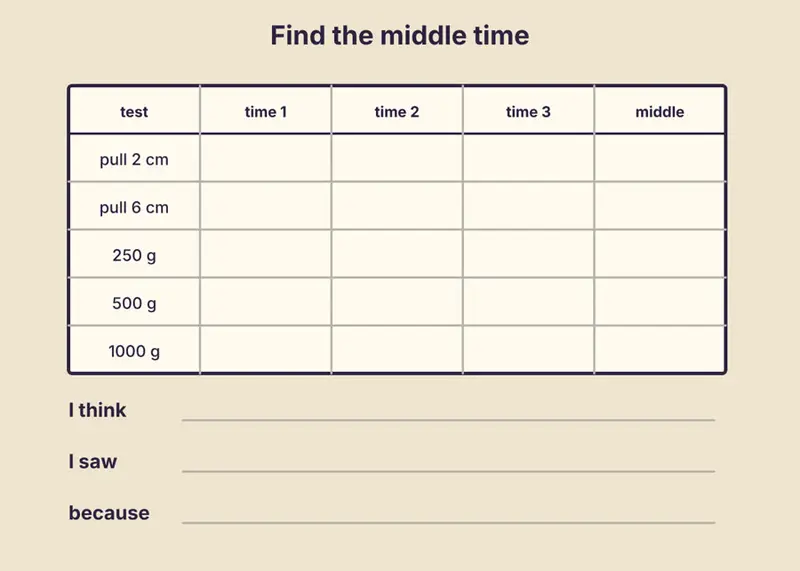 Find the middle time
test time 1 time 2 time 3 middle
pull 2 cm
pull 6 cm
250 g
500 g
1000 g
I think
I saw
because